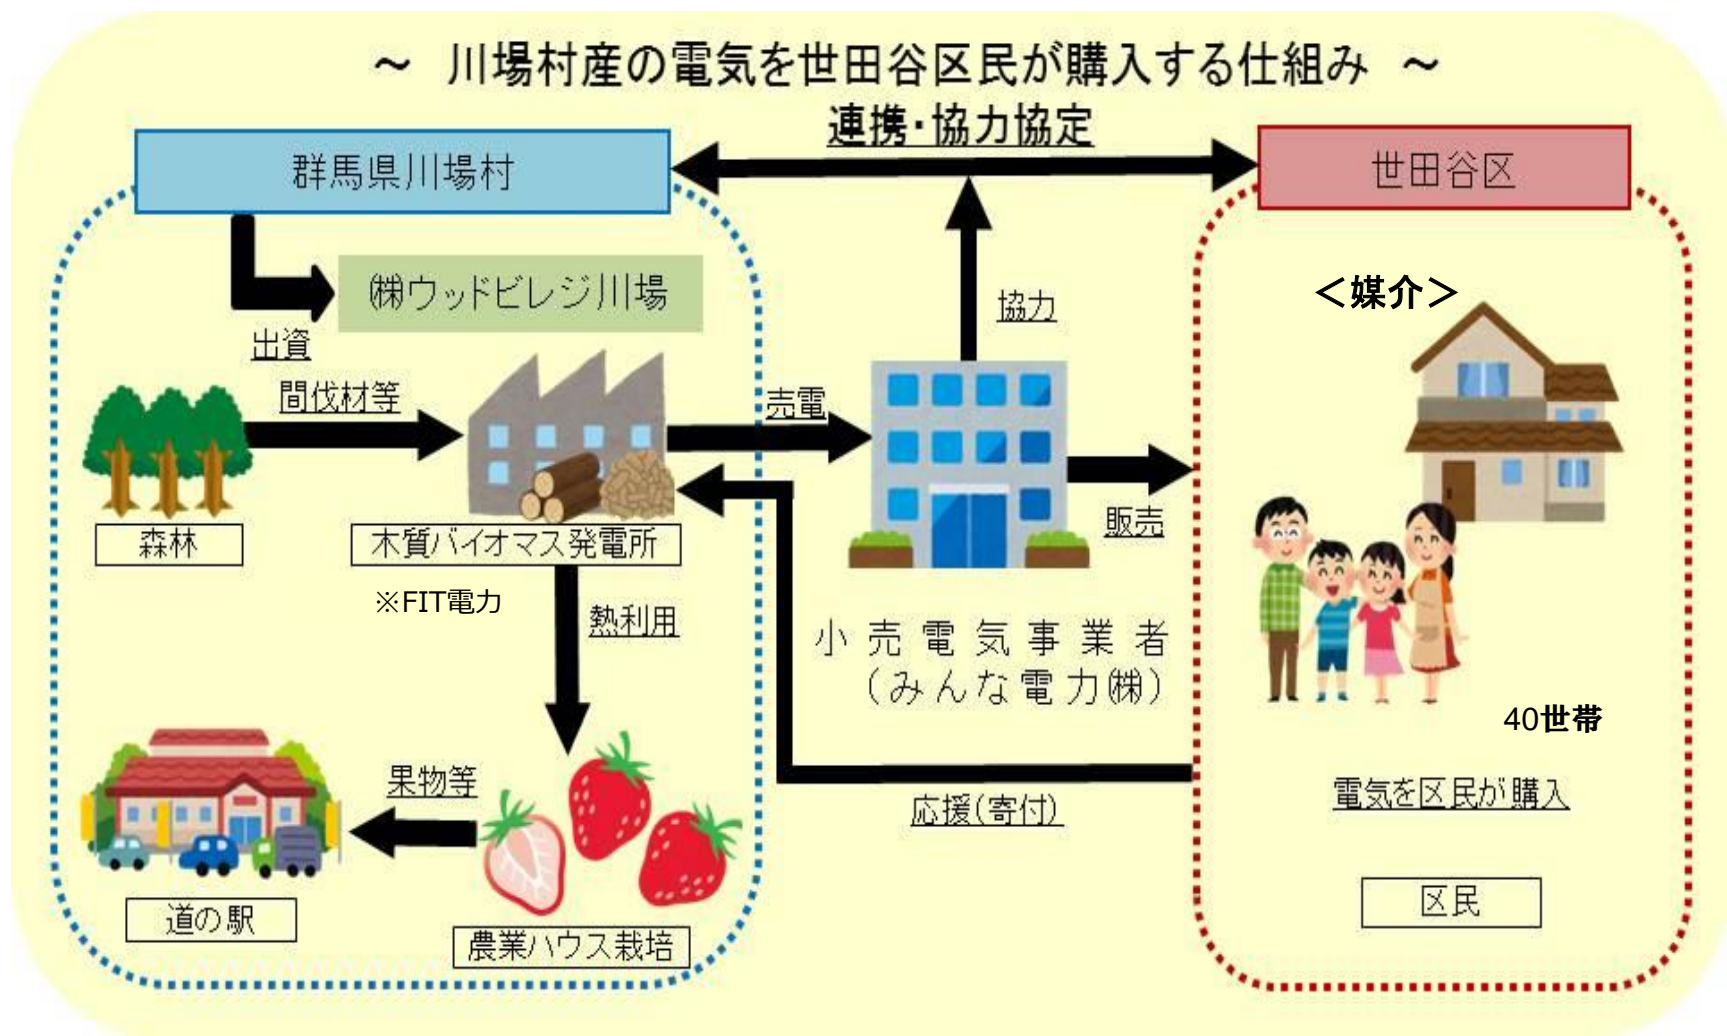 ～ 川場村産の電気を世田谷区民が購入する仕組み ～
連携・協力協定
群馬県川場村
世田谷区
㈱ウッドビレジ川場
出資
協力
＜媒介＞
間伐材等
売電
販売
森林
木質バイオマス発電所
※FIT電力
熱利用
小売電気事業者
（みんな電力㈱）
40世帯
果物等
応援(寄付)
電気を区民が購入
区民
道の駅
農業ハウス栽培